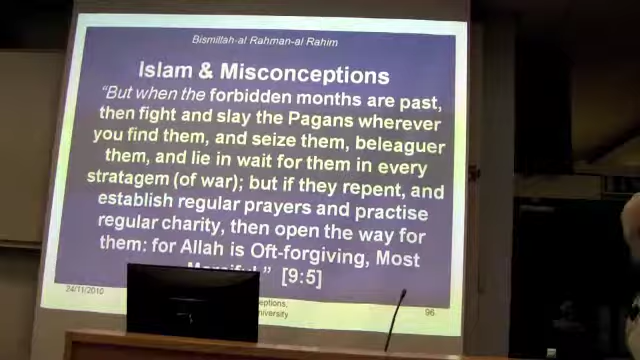 Bismillah-al Rahman-al Rahim
Islam & Misconceptions
"But when the forbidden months are past,
then fight and slay the Pagans wherever
you find them, and seize them, beleaguer
them, and lie in wait for them in every
stratagem (of war); but if they repent, and
establish regular prayers and practise
regular charity, then open the way for
them: for Allah is Oft-forgiving, Most
Merciful." [9:5]
24/11/2010
96